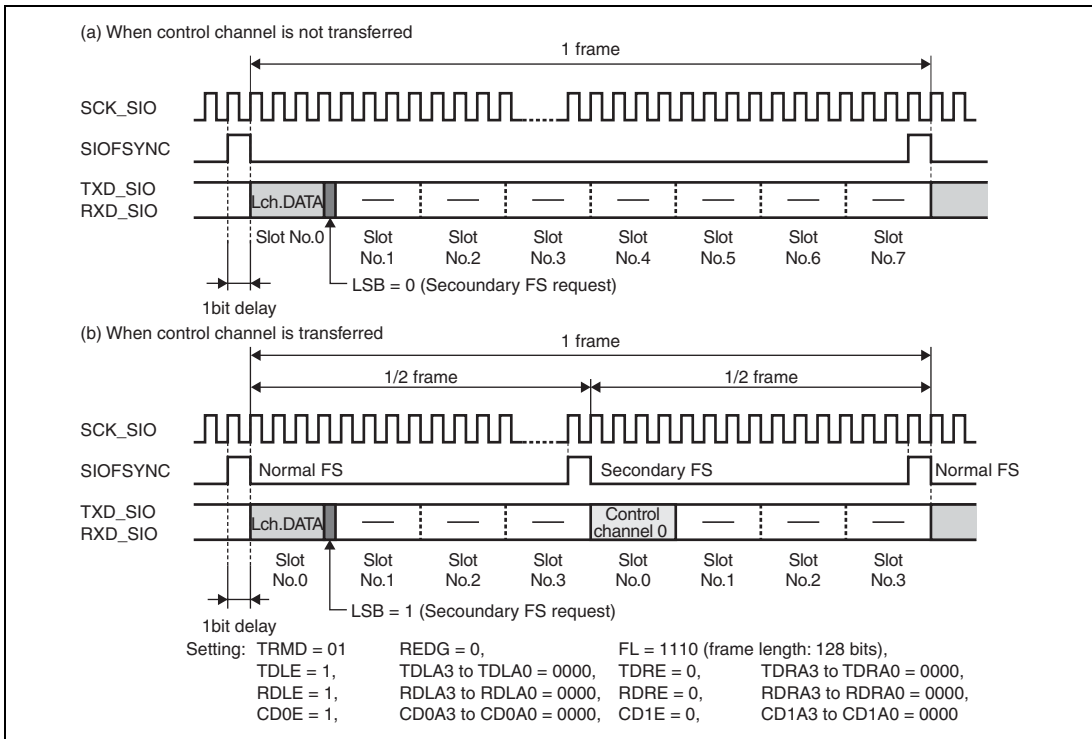 (a) When control channel is not transferred
1 frame
SCK_SIO
SIOFSYNC
TXD_SIO
RXD_SIO
Lch.DATA
Slot No.0
Slot No.1
Slot No.2
Slot No.3
Slot No.4
Slot No.5
Slot No.6
Slot No.7
LSB = 0 (Secoundary FS request)
1bit delay
(b) When control channel is transferred
1 frame
1/2 frame
1/2 frame
SCK_SIO
SIOFSYNC
Normal FS
Secondary FS
Normal FS
TXD_SIO
RXD_SIO
Lch.DATA
Control
channel 0
Slot No.0
Slot No.1
Slot No.2
Slot No.3
Slot No.0
Slot No.1
Slot No.2
Slot No.3
LSB = 1 (Secoundary FS request)
1bit delay
Setting: TRMD = 01 REDG = 0, FL = 1110 (frame length: 128 bits),
TDLE = 1, TDLA3 to TDLA0 = 0000, TDRE = 0, TDRA3 to TDRA0 = 0000,
RDLE = 1, RDLA3 to RDLA0 = 0000, RDRE = 0, RDRA3 to RDRA0 = 0000,
CD0E = 1, CD0A3 to CD0A0 = 0000, CD1E = 0, CD1A3 to CD1A0 = 0000